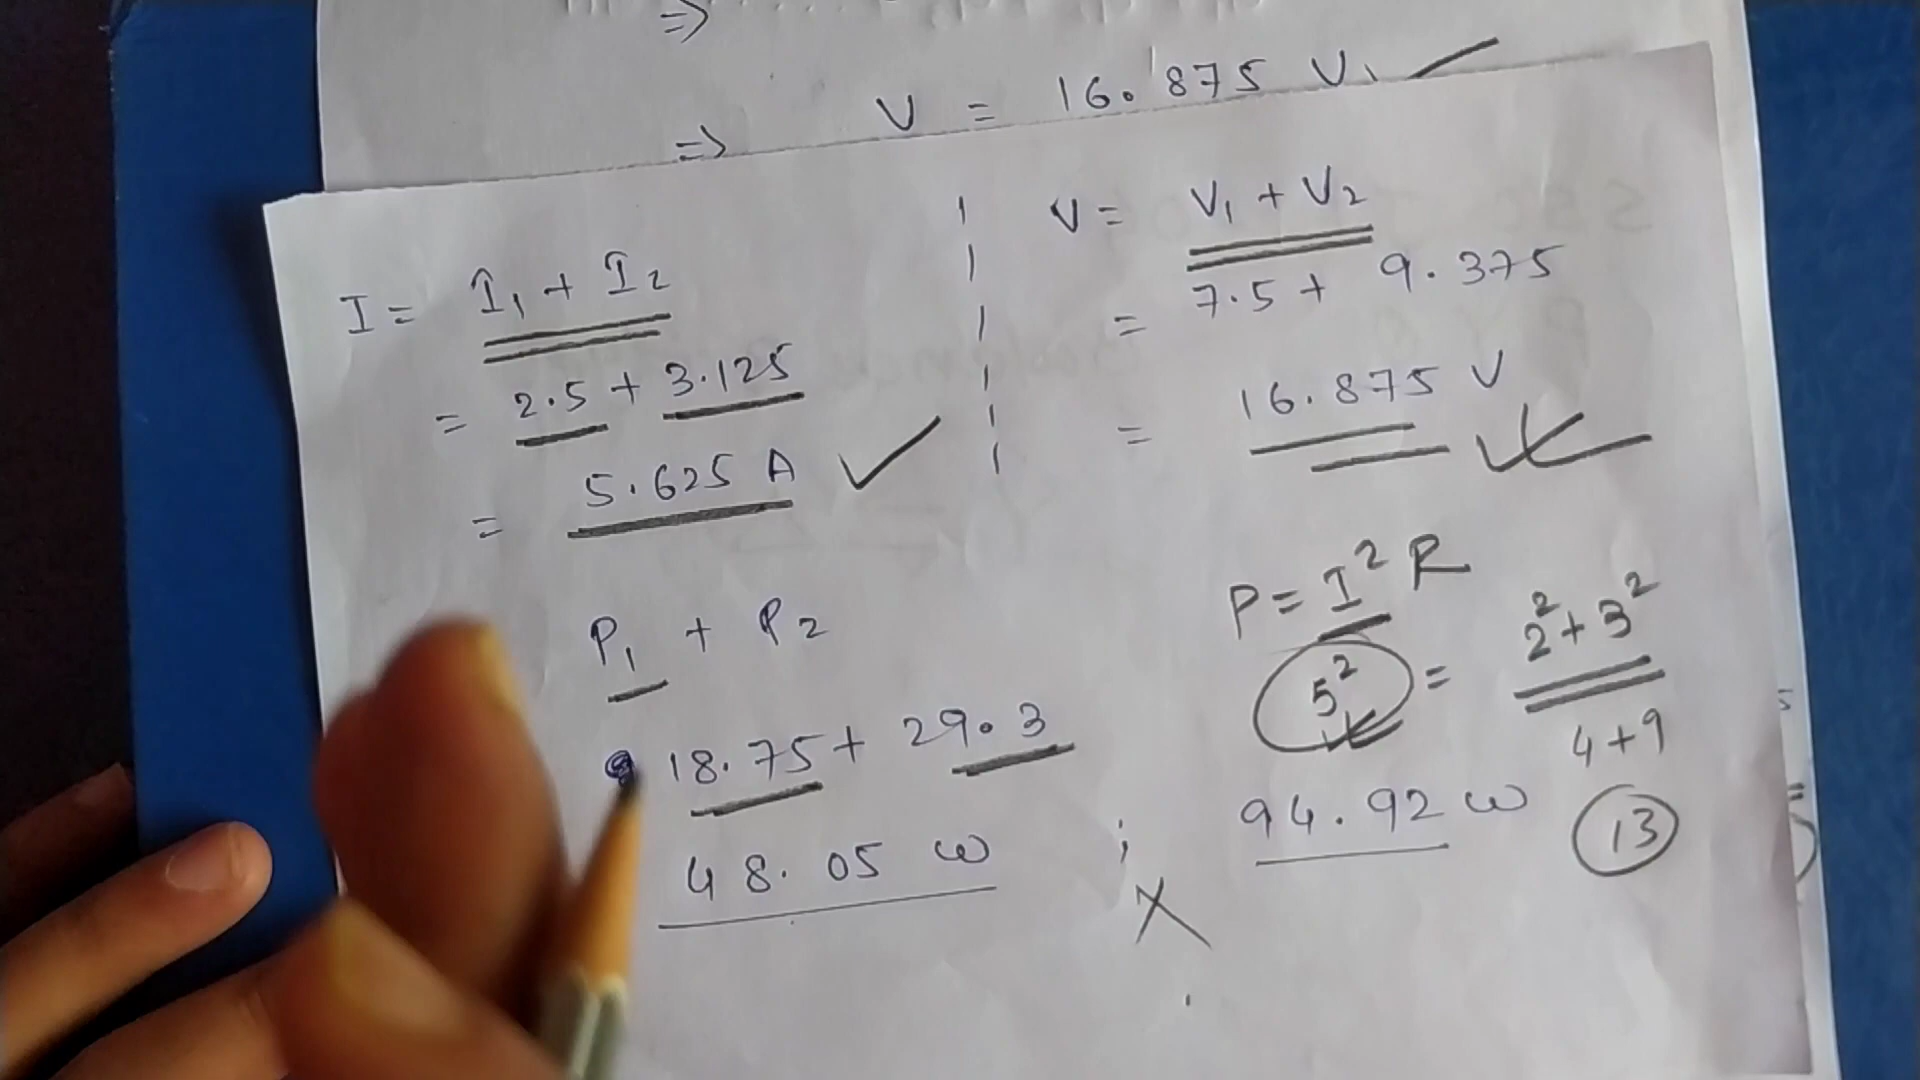 =>
=> V = 16.875 V
I = I₁ + I₂
= 2.5 + 3.125
= 5.625 A
V = V₁ + V₂
= 7.5 + 9.375
= 16.875 V
P₁ + P₂
18.75 + 29.3
48.05 W ; 94.92 W
P = I² R
5² = 2² + 3²
4 + 9
13